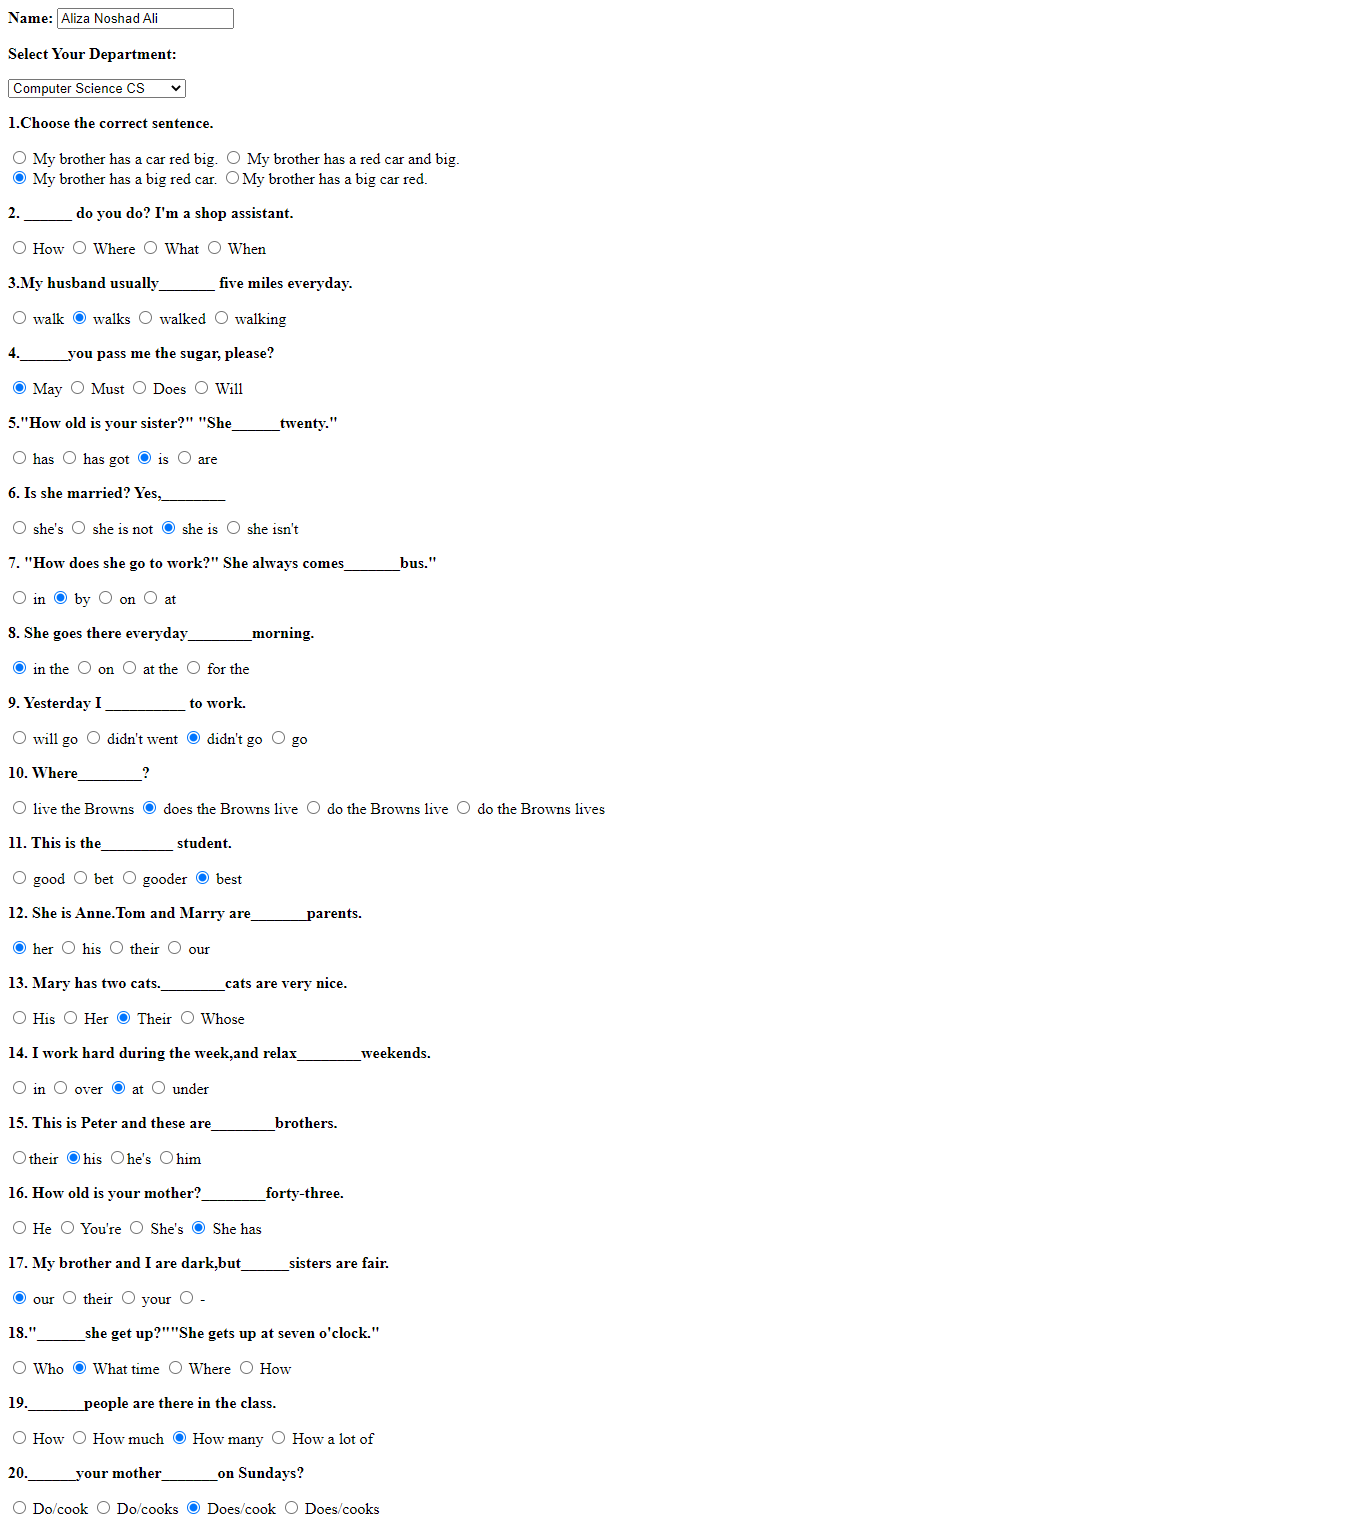 Name: Aliza Noshad Ali
Select Your Department:
Computer Science CS
1.Choose the correct sentence.
My brother has a car red big. My brother has a red car and big.
My brother has a big red car. My brother has a big car red.
2. ______ do you do? I'm a shop assistant.
How Where What When
3.My husband usually_______ five miles everyday.
walk walks walked walking
4.______you pass me the sugar, please?
May Must Does Will
5."How old is your sister?" "She______twenty."
has has got is are
6. Is she married? Yes,________
she's she is not she is she isn't
7. "How does she go to work?" She always comes_______bus."
in by on at
8. She goes there everyday________morning.
in the on at the for the
9. Yesterday I __________ to work.
will go didn't went didn't go go
10. Where________?
live the Browns does the Browns live do the Browns live do the Browns lives
11. This is the_________ student.
good bet gooder best
12. She is Anne.Tom and Marry are_______parents.
her his their our
13. Mary has two cats.________cats are very nice.
His Her Their Whose
14. I work hard during the week,and relax________weekends.
in over at under
15. This is Peter and these are________brothers.
their his he's him
16. How old is your mother?________forty-three.
He You're She's She has
17. My brother and I are dark,but______sisters are fair.
our their your -
18."______she get up?""She gets up at seven o'clock."
Who What time Where How
19._______people are there in the class.
How How much How many How a lot of
20.______your mother_______on Sundays?
Do/cook Do/cooks Does/cook Does/cooks